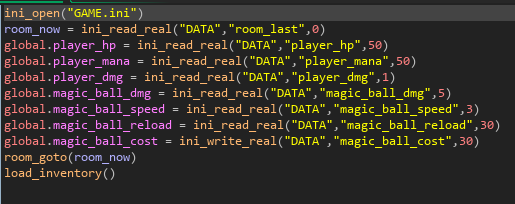 ini_open("GAME.ini")
room_now = ini_read_real("DATA","room_last",0)
global.player_hp = ini_read_real("DATA","player_hp",50)
global.player_mana = ini_read_real("DATA","player_mana",50)
global.player_dmg = ini_read_real("DATA","player_dmg",1)
global.magic_ball_dmg = ini_read_real("DATA","magic_ball_dmg",5)
global.magic_ball_speed = ini_read_real("DATA","magic_ball_speed",3)
global.magic_ball_reload = ini_read_real("DATA","magic_ball_reload",30)
global.magic_ball_cost = ini_write_real("DATA","magic_ball_cost",30)
room_goto(room_now)
load_inventory()